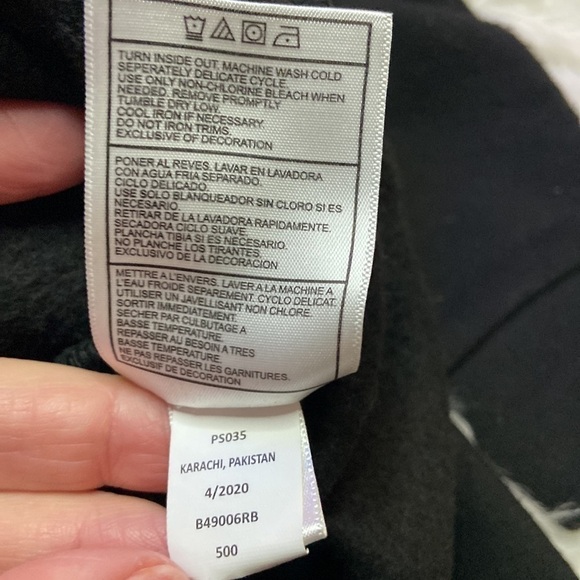 TURN INSIDE OUT. MACHINE WASH COLD
SEPERATELY DELICATE CYCLE.
USE ONLY NON-CHLORINE BLEACH WHEN
NEEDED. REMOVE PROMPTLY
TUMBLE DRY LOW.
COOL IRON IF NECESSARY
DO NOT IRON TRIMS.
EXCLUSIVE OF DECORATION
PONER AL REVES. LAVAR EN LAVADORA
CON AGUA FRIA SEPARADO.
CICLO DELICADO.
USE SOLO BLANQUEADOR SIN CLORO SI ES
NECESARIO.
RETIRAR DE LA LAVADORA RAPIDAMENTE.
SECADORA CICLO SUAVE.
PLANCHA TIBIA SI ES NECESARIO.
NO PLANCHE LOS TIRANTES.
EXCLUSIVO DE LA DECORACION
METTRE A L'ENVERS. LAVER A LA MACHINE A
L'EAU FROIDE SEPAREMENT. CYCLO DELICAT.
UTILISER UN JAVELLISANT NON CHLORE.
SORTIR IMMEDIATEMENT.
SECHER PAR CULBUTAGE A
BASSE TEMPERATURE.
REPASSER AU BESOIN A TRES
BASSE TEMPERATURE.
NE PAS REPASSER LES GARNITURES.
EXCLUSIF DE DECORATION
PS035
KARACHI, PAKISTAN
4/2020
B49006RB
500